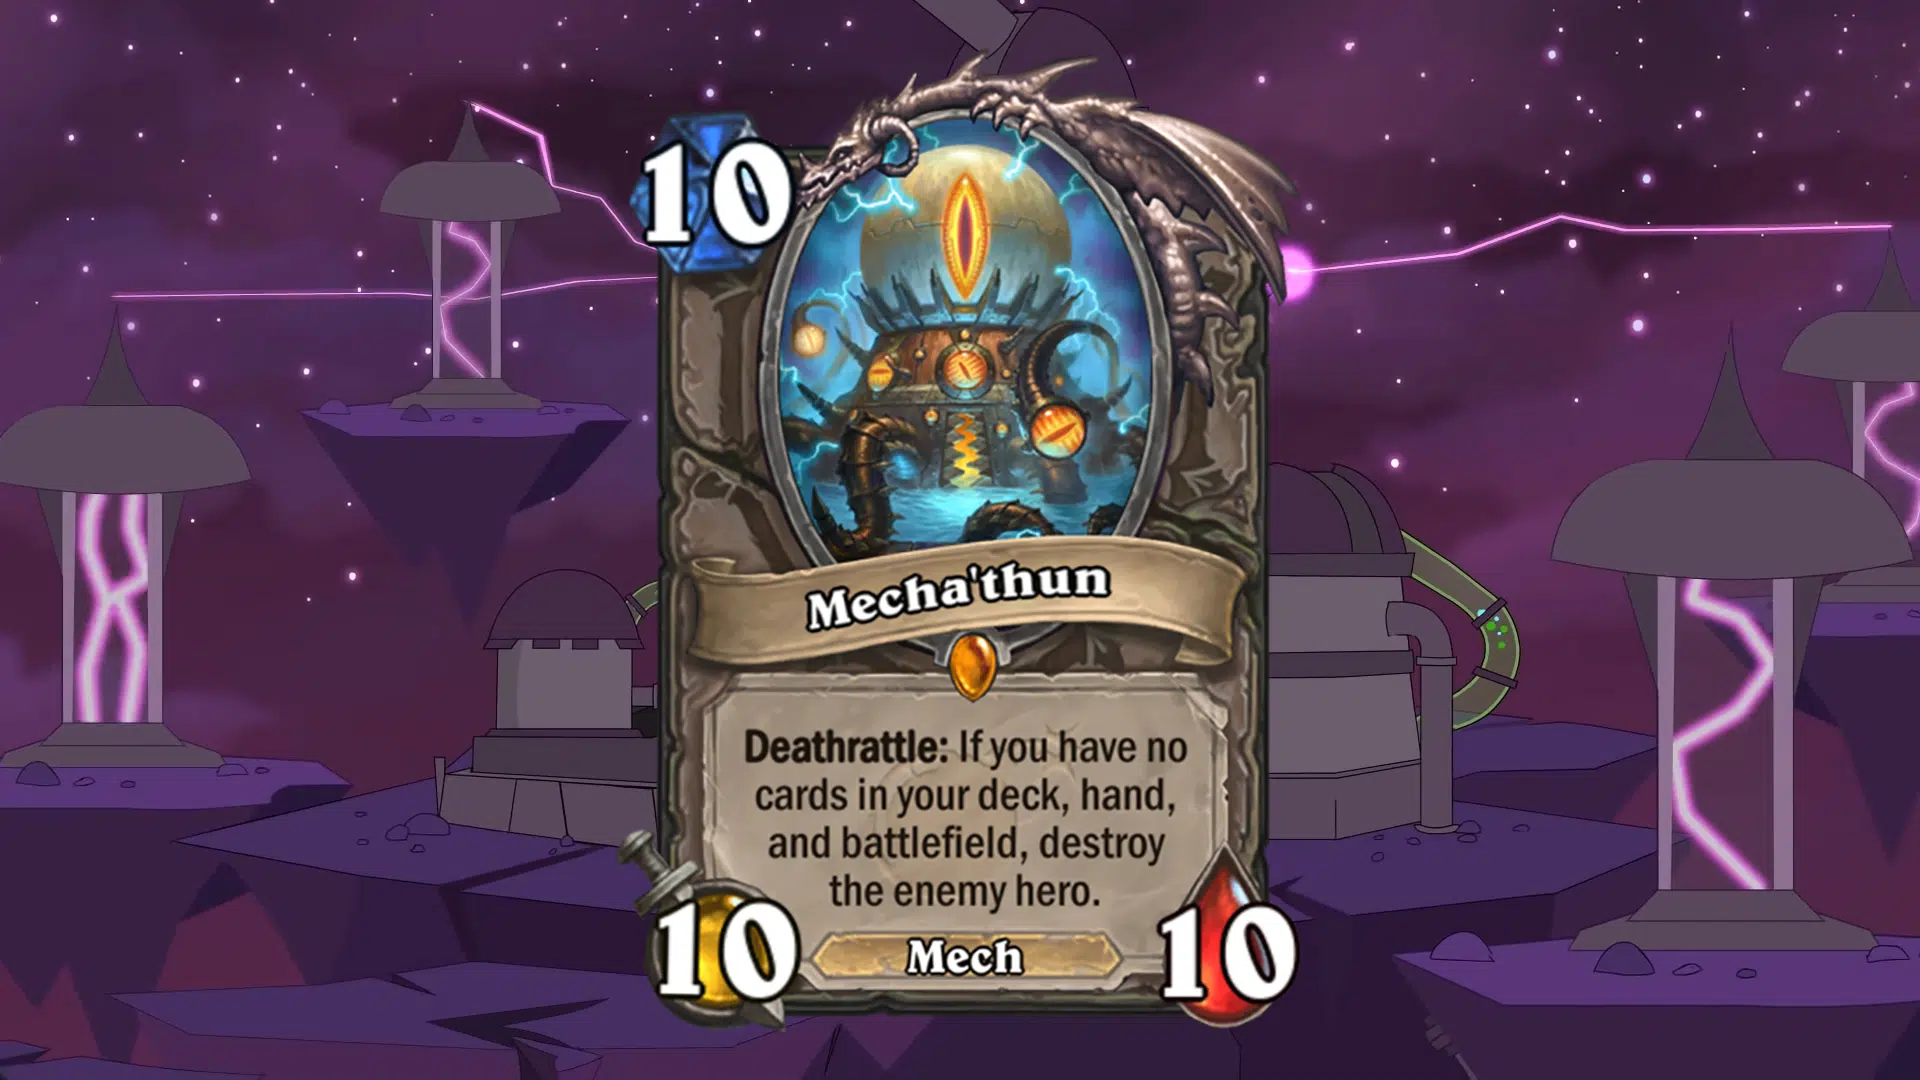 10
Mecha'thun
Deathrattle: If you have no
cards in your deck, hand,
and battlefield, destroy
the enemy hero.
10 Mech 10